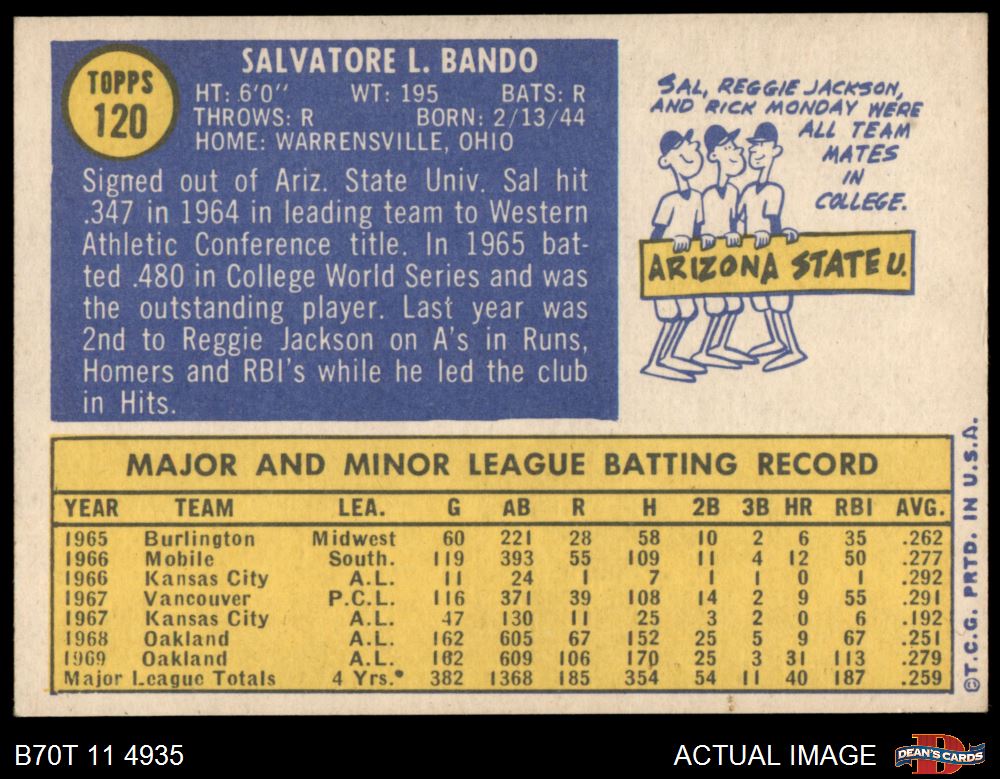 TOPPS
120
SALVATORE L. BANDO
HT: 6'0" WT: 195 BATS: R
THROWS: R BORN: 2/13/44
HOME: WARRENSVILLE, OHIO
Signed out of Ariz. State Univ. Sal hit
.347 in 1964 in leading team to Western
Athletic Conference title. In 1965 bat-
ted .480 in College World Series and was
the outstanding player. Last year was
2nd to Reggie Jackson on A's in Runs,
Homers and RBI's while he led the club
in Hits.
SAL, REGGIE JACKSON,
AND RICK MONDAY WERE
ALL TEAM
MATES
IN
COLLEGE.
ARIZONA STATE U.
MAJOR AND MINOR LEAGUE BATTING RECORD
YEAR TEAM LEA. G AB R H 2B 3B HR RBI AVG.
1965 Burlington Midwest 60 221 28 58 10 2 6 35 .262
1966 Mobile South. 119 393 55 109 11 4 12 50 .277
1966 Kansas City A.L. 11 24 1 7 1 1 0 1 .292
1967 Vancouver P.C.L. 116 371 39 108 14 2 9 55 .291
1967 Kansas City A.L. 47 130 11 25 3 2 0 6 .192
1968 Oakland A.L. 162 605 67 152 25 5 9 67 .251
1969 Oakland A.L. 162 609 106 170 25 3 31 113 .279
Major League Totals 4 Yrs.* 382 1368 185 354 54 11 40 187 .259
©T.C.G. PRTD. IN U.S.A.
B70T 11 4935
ACTUAL IMAGE
D
DEAN'S CARDS